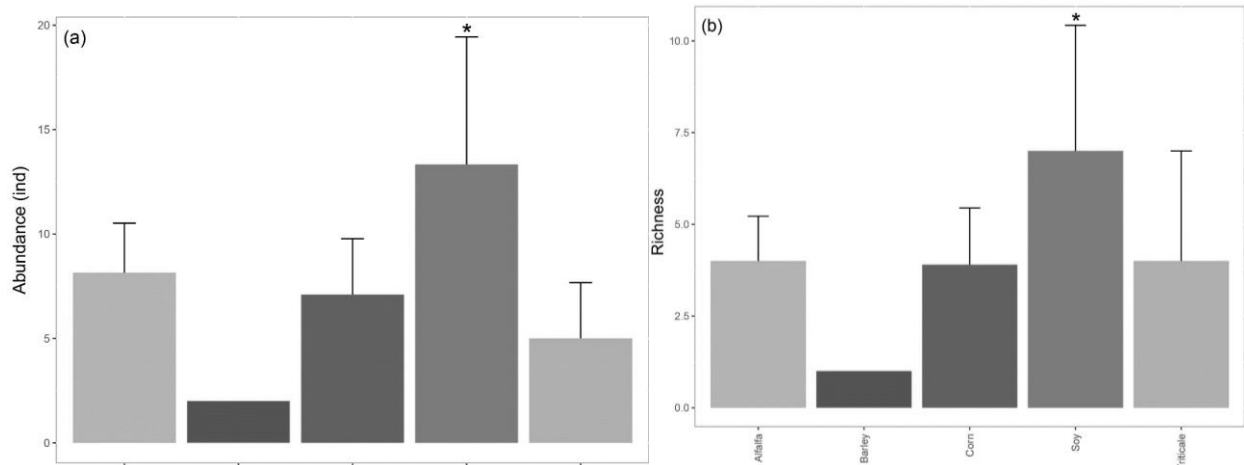 (a)
*
20
15
10
5
0
Abundance (ind)
(b)
*
10.0
7.5
5.0
2.5
0.0
Richness
Alfalfa
Barley
Corn
Soy
riticale